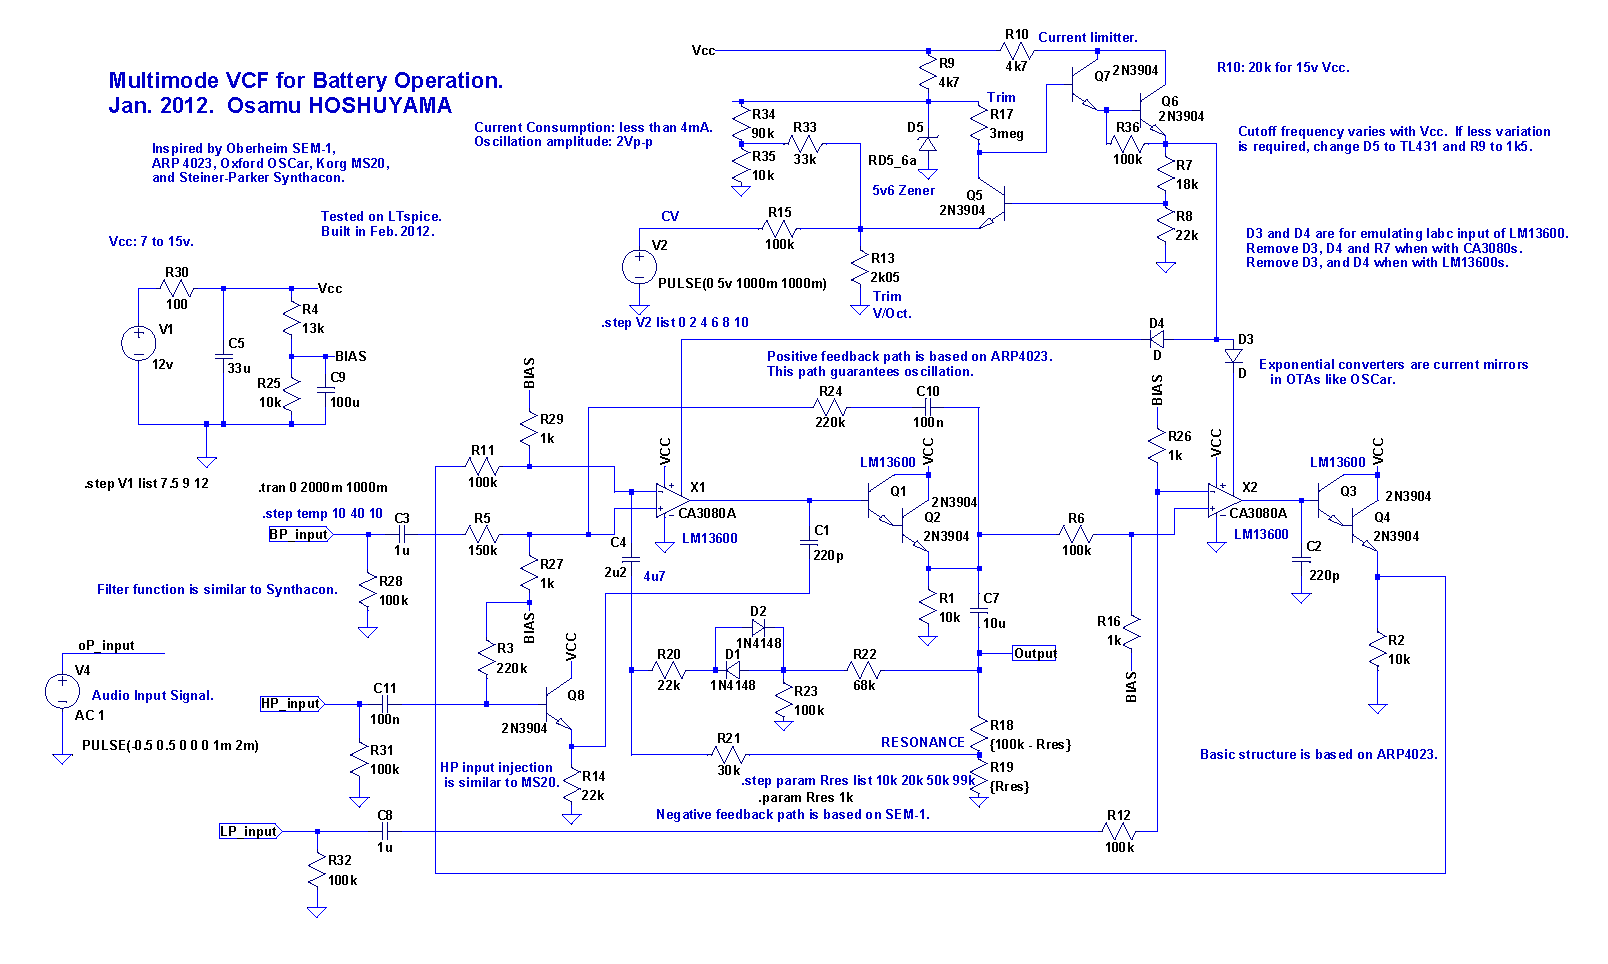 Multimode VCF for Battery Operation.
Jan. 2012.  Osamu HOSHUYAMA
Inspired by Oberheim SEM-1,
ARP 4023, Oxford OSCar, Korg MS20,
and Steiner-Parker Synthacon.
Tested on LTspice.
Built in Feb. 2012.
Vcc: 7 to 15v.
R30
100
Vcc
V1
12v
C5
33u
R4
13k
BIAS
R25
10k
C9
100u
.step V1 list 7.5 9 12
Vcc
R10
4k7
Current limitter.
R9
4k7
Q7
2N3904
Q6
2N3904
R10: 20k for 15v Vcc.
Current Consumption: less than 4mA.
Oscillation amplitude: 2Vp-p
R34
90k
R33
33k
R35
10k
D5
RD5_6a
5v6 Zener
Trim
R17
3meg
R36
100k
R7
18k
R8
22k
Q5
2N3904
Cutoff frequency varies with Vcc.  If less variation
is required, change D5 to TL431 and R9 to 1k5.
CV
R15
100k
V2
PULSE(0 5v 1000m 1000m)
R13
2k05
Trim
V/Oct.
.step V2 list 0 2 4 6 8 10
D3 and D4 are for emulating Iabc input of LM13600.
Remove D3, D4 and R7 when with CA3080s.
Remove D3, and D4 when with LM13600s.
D4
D
D3
D
Exponential converters are current mirrors
in OTAs like OSCar.
Positive feedback path is based on ARP4023.
This path guarantees oscillation.
BIAS
R29
1k
R24
220k
C10
100n
BIAS
R26
1k
R11
100k
VCC
X1
CA3080A
LM13600
LM13600
VCC
Q1
2N3904
Q2
2N3904
VCC
X2
CA3080A
LM13600
LM13600
VCC
Q3
2N3904
Q4
2N3904
.tran 0 2000m 1000m
.step temp 10 40 10
BP_input
C3
1u
R5
150k
R28
100k
R27
1k
BIAS
C4
2u2
4u7
C1
220p
R6
100k
C2
220p
R1
10k
C7
10u
R16
1k
BIAS
R2
10k
Filter function is similar to Synthacon.
oP_input
V4
AC 1
Audio Input Signal.
PULSE(-0.5 0.5 0 0 0 1m 2m)
R3
220k
VCC
Q8
2N3904
HP_input
C11
100n
R31
100k
HP input injection
is similar to MS20.
R14
22k
D2
1N4148
D1
1N4148
R20
22k
R22
68k
R23
100k
Output
R21
30k
RESONANCE
R18
{100k - Rres}
R19
{Rres}
.step param Rres list 10k 20k 50k 99k
.param Rres 1k
Negative feedback path is based on SEM-1.
Basic structure is based on ARP4023.
LP_input
C8
1u
R32
100k
R12
100k